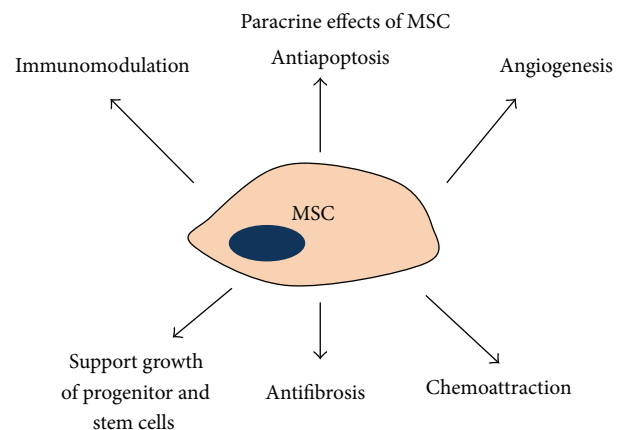 Paracrine effects of MSC
Immunomodulation
Antiapoptosis
Angiogenesis
MSC
Support growth
of progenitor and
stem cells
Antifibrosis
Chemoattraction